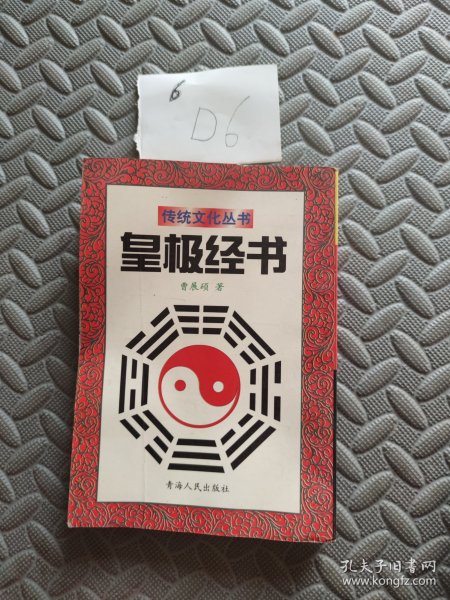 6
D6
传统文化丛书
皇极经书
曹展硕 著
青海人民出版社
孔夫子旧书网
www.kongfz.com